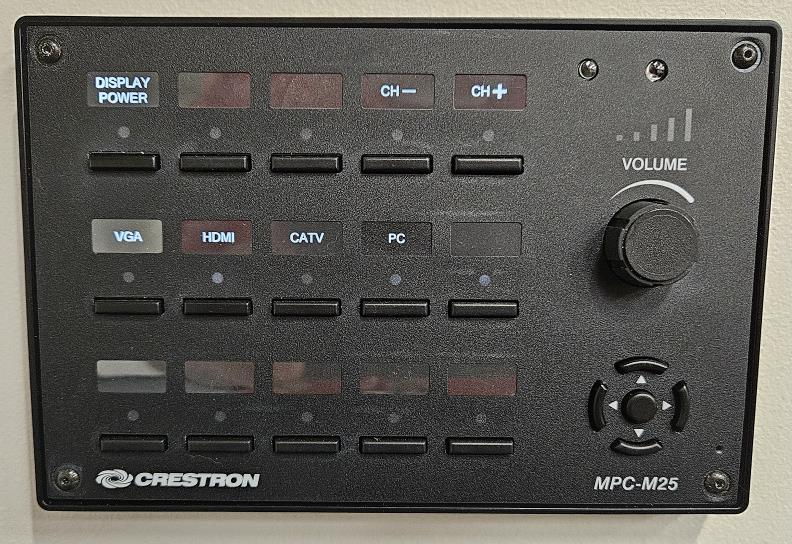 DISPLAY
POWER
CH−
CH+
VOLUME
VGA
HDMI
CATV
PC
CRESTRON
MPC-M25